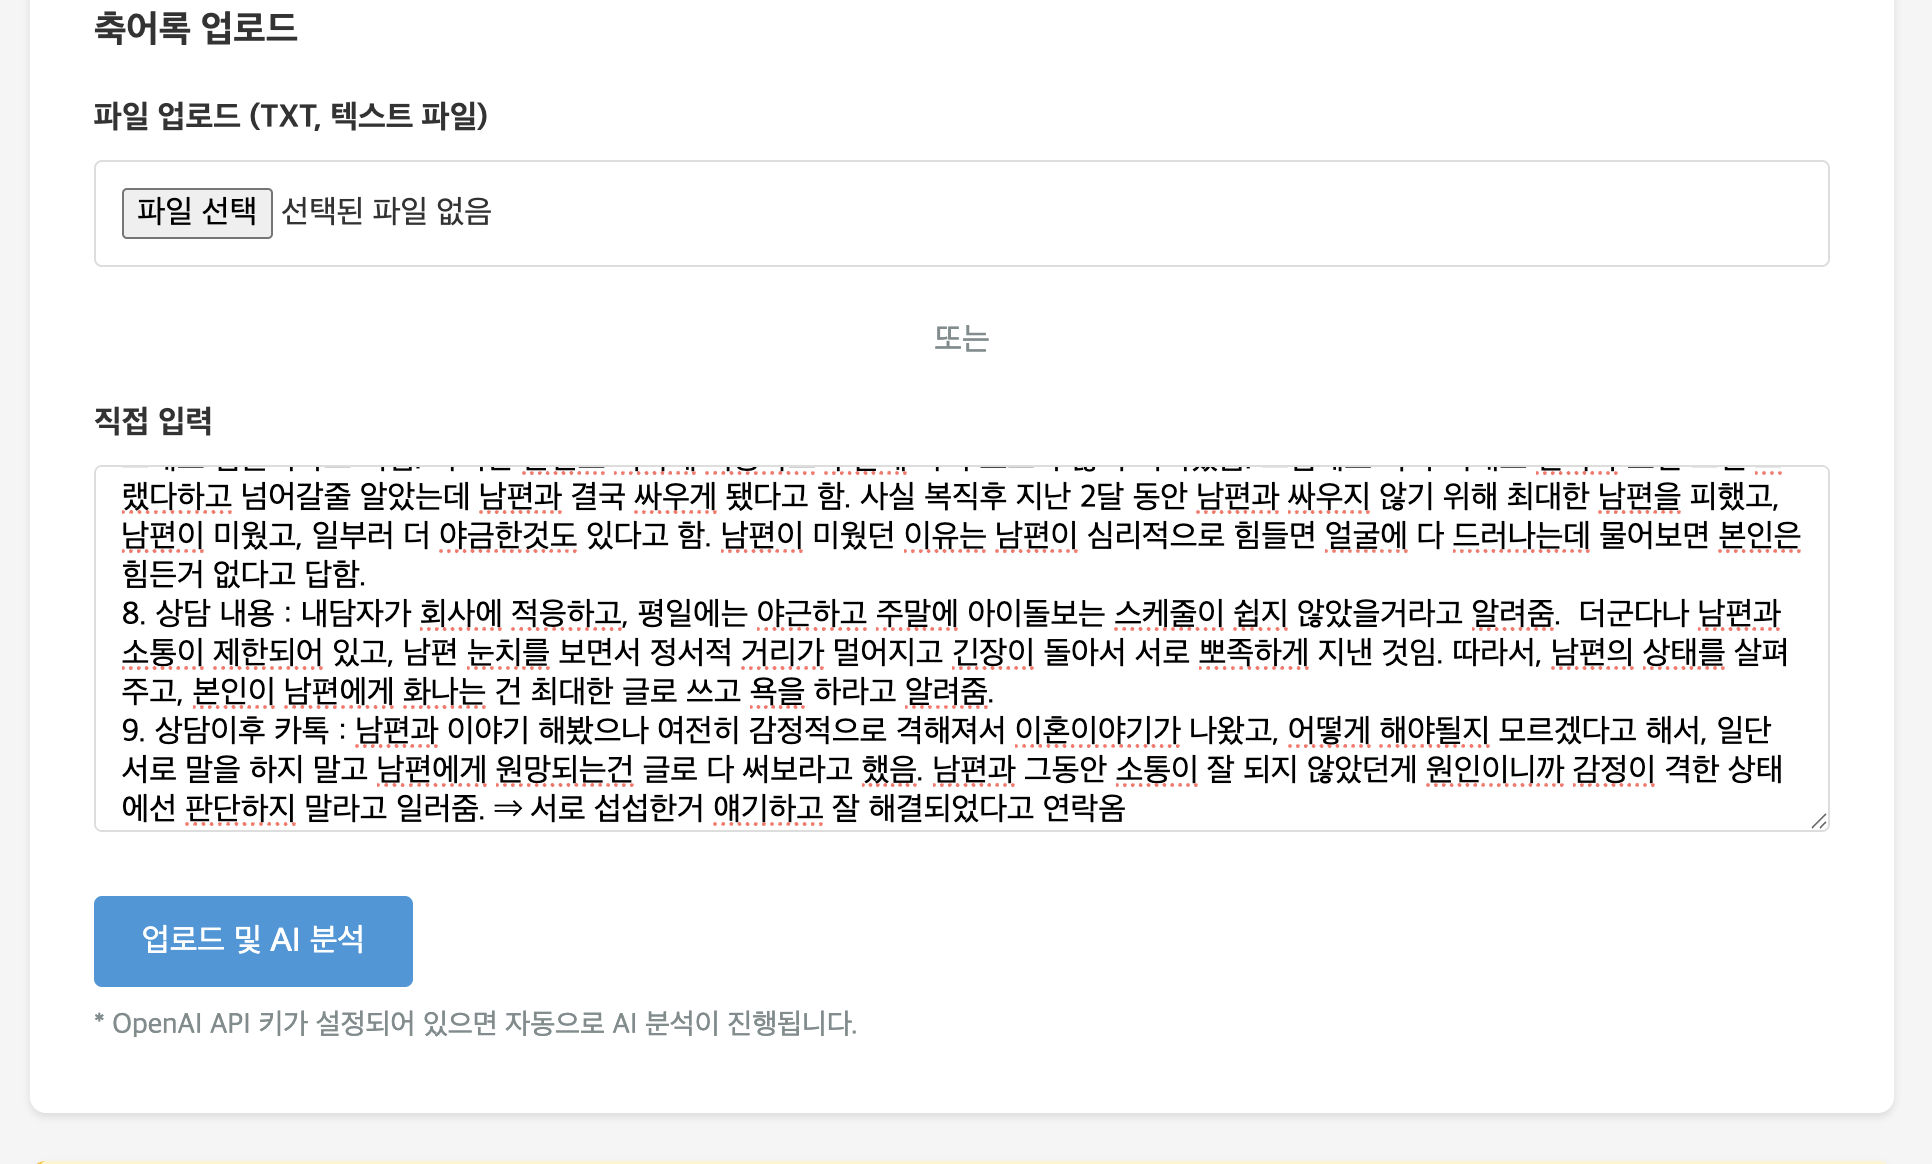 축어록 업로드
파일 업로드 (TXT, 텍스트 파일)
파일 선택 선택된 파일 없음
또는
직접 입력
랬다하고 넘어갈줄 알았는데 남편과 결국 싸우게 됐다고 함. 사실 복직후 지난 2달 동안 남편과 싸우지 않기 위해 최대한 남편을 피했고,
남편이 미웠고, 일부러 더 야금한것도 있다고 함. 남편이 미웠던 이유는 남편이 심리적으로 힘들면 얼굴에 다 드러나는데 물어보면 본인은
힘든거 없다고 답함.
8. 상담 내용 : 내담자가 회사에 적응하고, 평일에는 야근하고 주말에 아이돌보는 스케줄이 쉽지 않았을거라고 알려줌.  더군다나 남편과
소통이 제한되어 있고, 남편 눈치를 보면서 정서적 거리가 멀어지고 긴장이 돌아서 서로 뽀족하게 지낸 것임. 따라서, 남편의 상태를 살펴
주고, 본인이 남편에게 화나는 건 최대한 글로 쓰고 욕을 하라고 알려줌.
9. 상담이후 카톡 : 남편과 이야기 해봤으나 여전히 감정적으로 격해져서 이혼이야기가 나왔고, 어떻게 해야될지 모르겠다고 해서, 일단
서로 말을 하지 말고 남편에게 원망되는건 글로 다 써보라고 했음. 남편과 그동안 소통이 잘 되지 않았던게 원인이니까 감정이 격한 상태
에선 판단하지 말라고 일러줌. ⇒ 서로 섭섭한거 얘기하고 잘 해결되었다고 연락옴
업로드 및 AI 분석
* OpenAI API 키가 설정되어 있으면 자동으로 AI 분석이 진행됩니다.